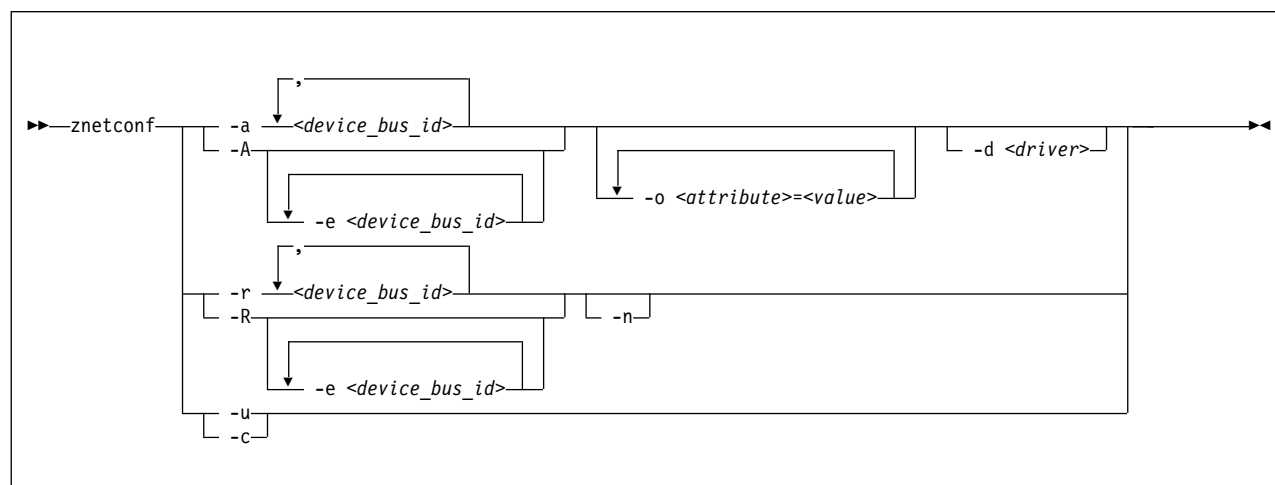 ,
znetconf -a <device_bus_id>
-A -d <driver>
-o <attribute>=<value>
-e <device_bus_id>
,
-r <device_bus_id>
-R -n
-e <device_bus_id>
-u
-c